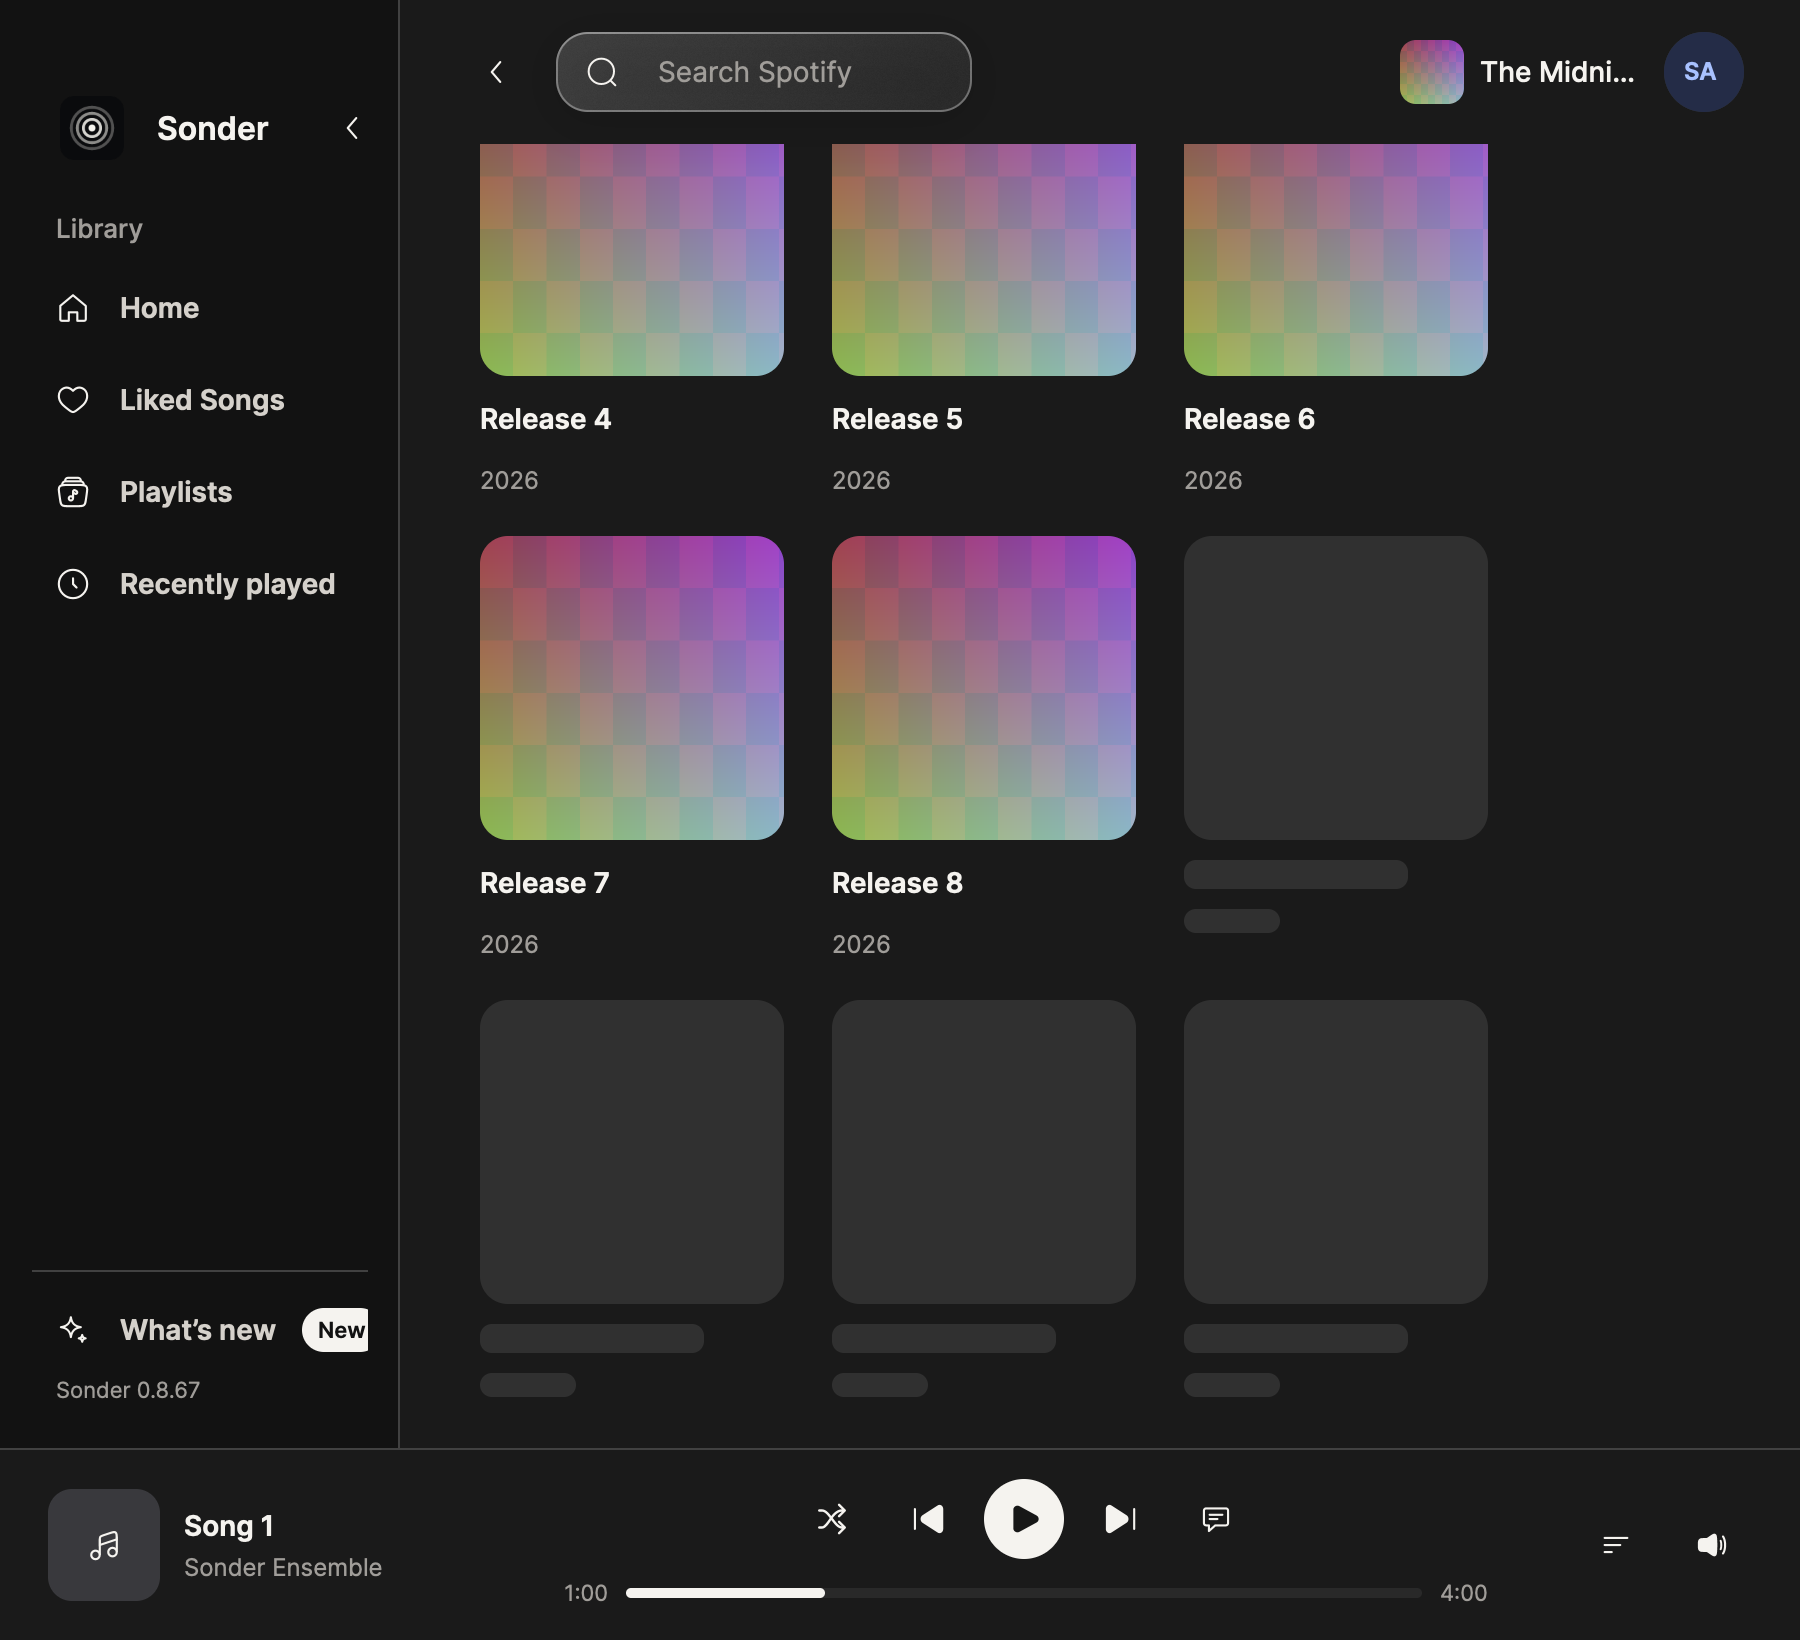 Search Spotify
The Midni...
SA
Sonder
Library
Home
Liked Songs
Playlists
Recently played
Release 4
Release 5
Release 6
2026
2026
2026
Release 7
Release 8
2026
2026
What's new
New
Sonder 0.8.67
Song 1
Sonder Ensemble
1:00
4:00